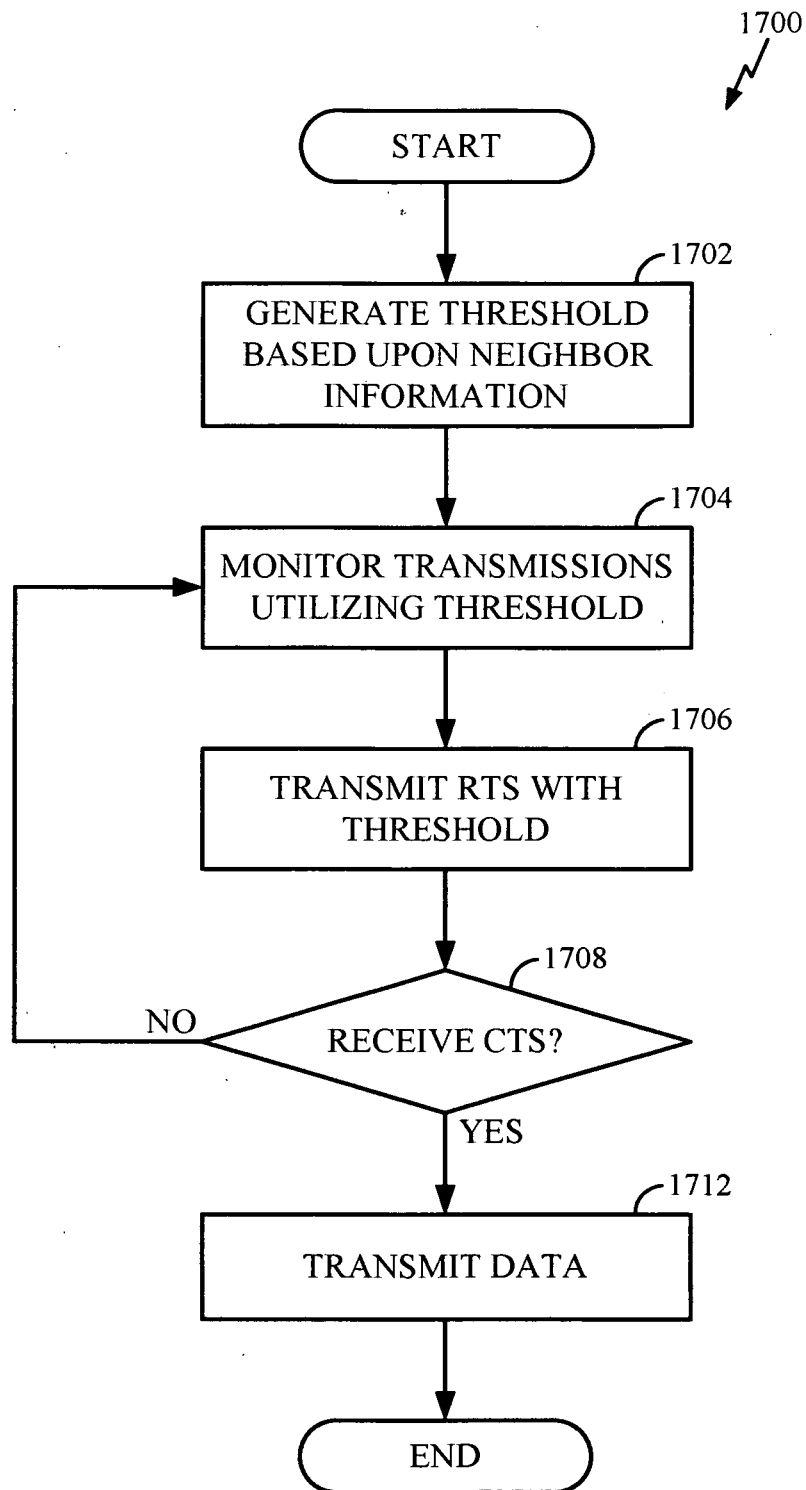 1700
START
1702
GENERATE THRESHOLD
BASED UPON NEIGHBOR
INFORMATION
1704
MONITOR TRANSMISSIONS
UTILIZING THRESHOLD
1706
TRANSMIT RTS WITH
THRESHOLD
1708
NO
RECEIVE CTS?
YES
1712
TRANSMIT DATA
END